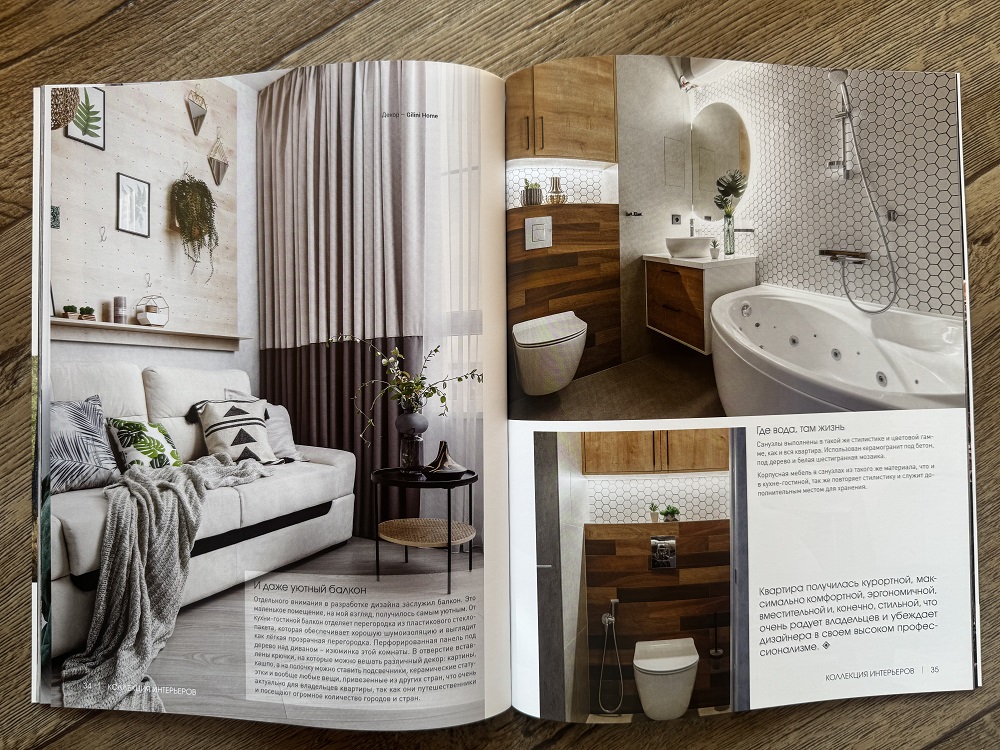 Декор – Gilini Home
И даже уютный балкон
Отдельного внимания в разработке дизайна заслужил балкон. Это
маленькое помещение, на мой взгляд, получилось самым уютным. От
кухни-гостиной балкон отделяет перегородка из пластикового стекло-
пакета, которая обеспечивает хорошую шумоизоляцию и выглядит
как лёгкая прозрачная перегородка. Перфорированная панель под
дерево над диваном – изюминка этой комнаты. В отверстие встав-
лены крючки, на которые можно вешать различный декор: картины,
кашпо, а на полочку можно ставить подсвечники, керамические стату-
этки и вообще любые вещи, привезенные из других стран, что очень
актуально для владельцев квартиры, так как они путешественники
и посещают огромное количество городов и стран.
34 | КОЛЛЕКЦИЯ ИНТЕРЬЕРОВ
Где вода, там жизнь
Санузлы выполнены в такой же стилистике и цветовой гам-
ме, как и вся квартира. Использован керамогранит под бетон,
под дерево и белая шестигранная мозаика.
Корпусная мебель в санузлах из такого же материала, что и
в кухне-гостиной, так же повторяет стилистику и служит до-
полнительным местом для хранения.
Квартира получилась курортной, мак-
симально комфортной, эргономичной,
вместительной и, конечно, стильной, что
очень радует владельцев и убеждает
дизайнера в своем высоком профес-
сионализме.
КОЛЛЕКЦИЯ ИНТЕРЬЕРОВ | 35